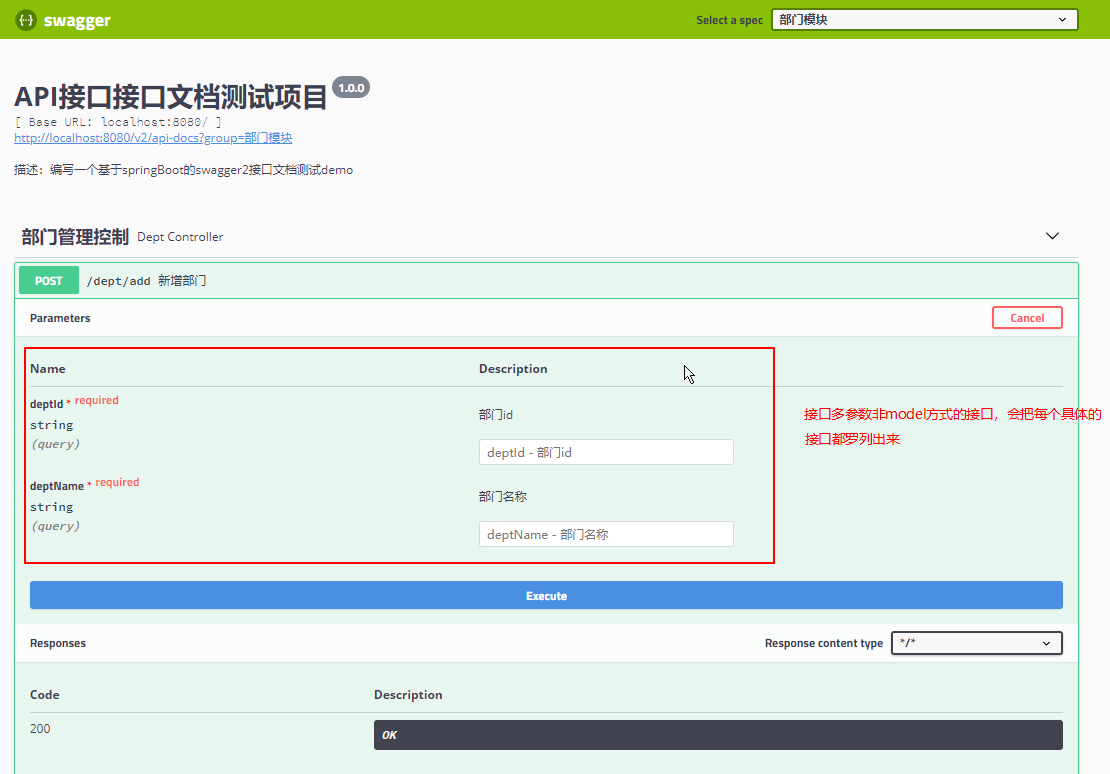 swagger
Select a spec 部门模块
API接口接口文档测试项目 1.0.0
[ Base URL: localhost:8080/ ]
http://localhost:8080/v2/api-docs?group=部门模块
描述：编写一个基于springBoot的swagger2接口文档测试demo
部门管理控制 Dept Controller
POST /dept/add 新增部门
Parameters Cancel
Name Description
deptId * required
部门id
string
(query)
deptId - 部门id
接口多参数非model方式的接口，会把每个具体的
接口都罗列出来
deptName * required
部门名称
string
(query)
deptName - 部门名称
Execute
Responses Response content type */*
Code Description
200 OK